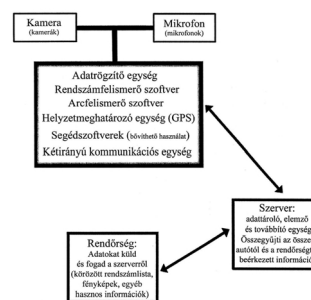 Kamera
(kamerák)
Mikrofon
(mikrofonok)
Adatrögzítő egység
Rendszámfelismerő szoftver
Arcfelismerő szoftver
Helyzetmeghatározó egység (GPS)
Segédszoftverek (bővíthető használat)
Kétirányú kommunikációs egység
Szerver:
adattároló, elemző
és továbbító egység
Összegyűjti az össze
autótól és a rendőrségt
beérkezett informáci
Rendőrség:
Adatokat küld
és fogad a szerverről
(körözött rendszámlista,
fényképek, egyéb
hasznos információk)